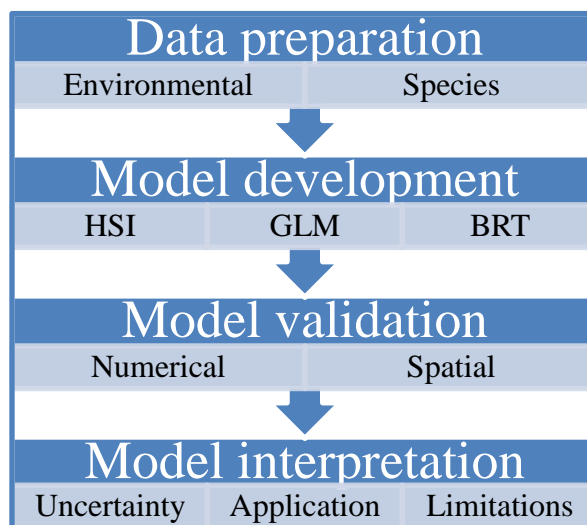 Data preparation
Environmental Species
Model development
HSI GLM BRT
Model validation
Numerical Spatial
Model interpretation
Uncertainty Application Limitations